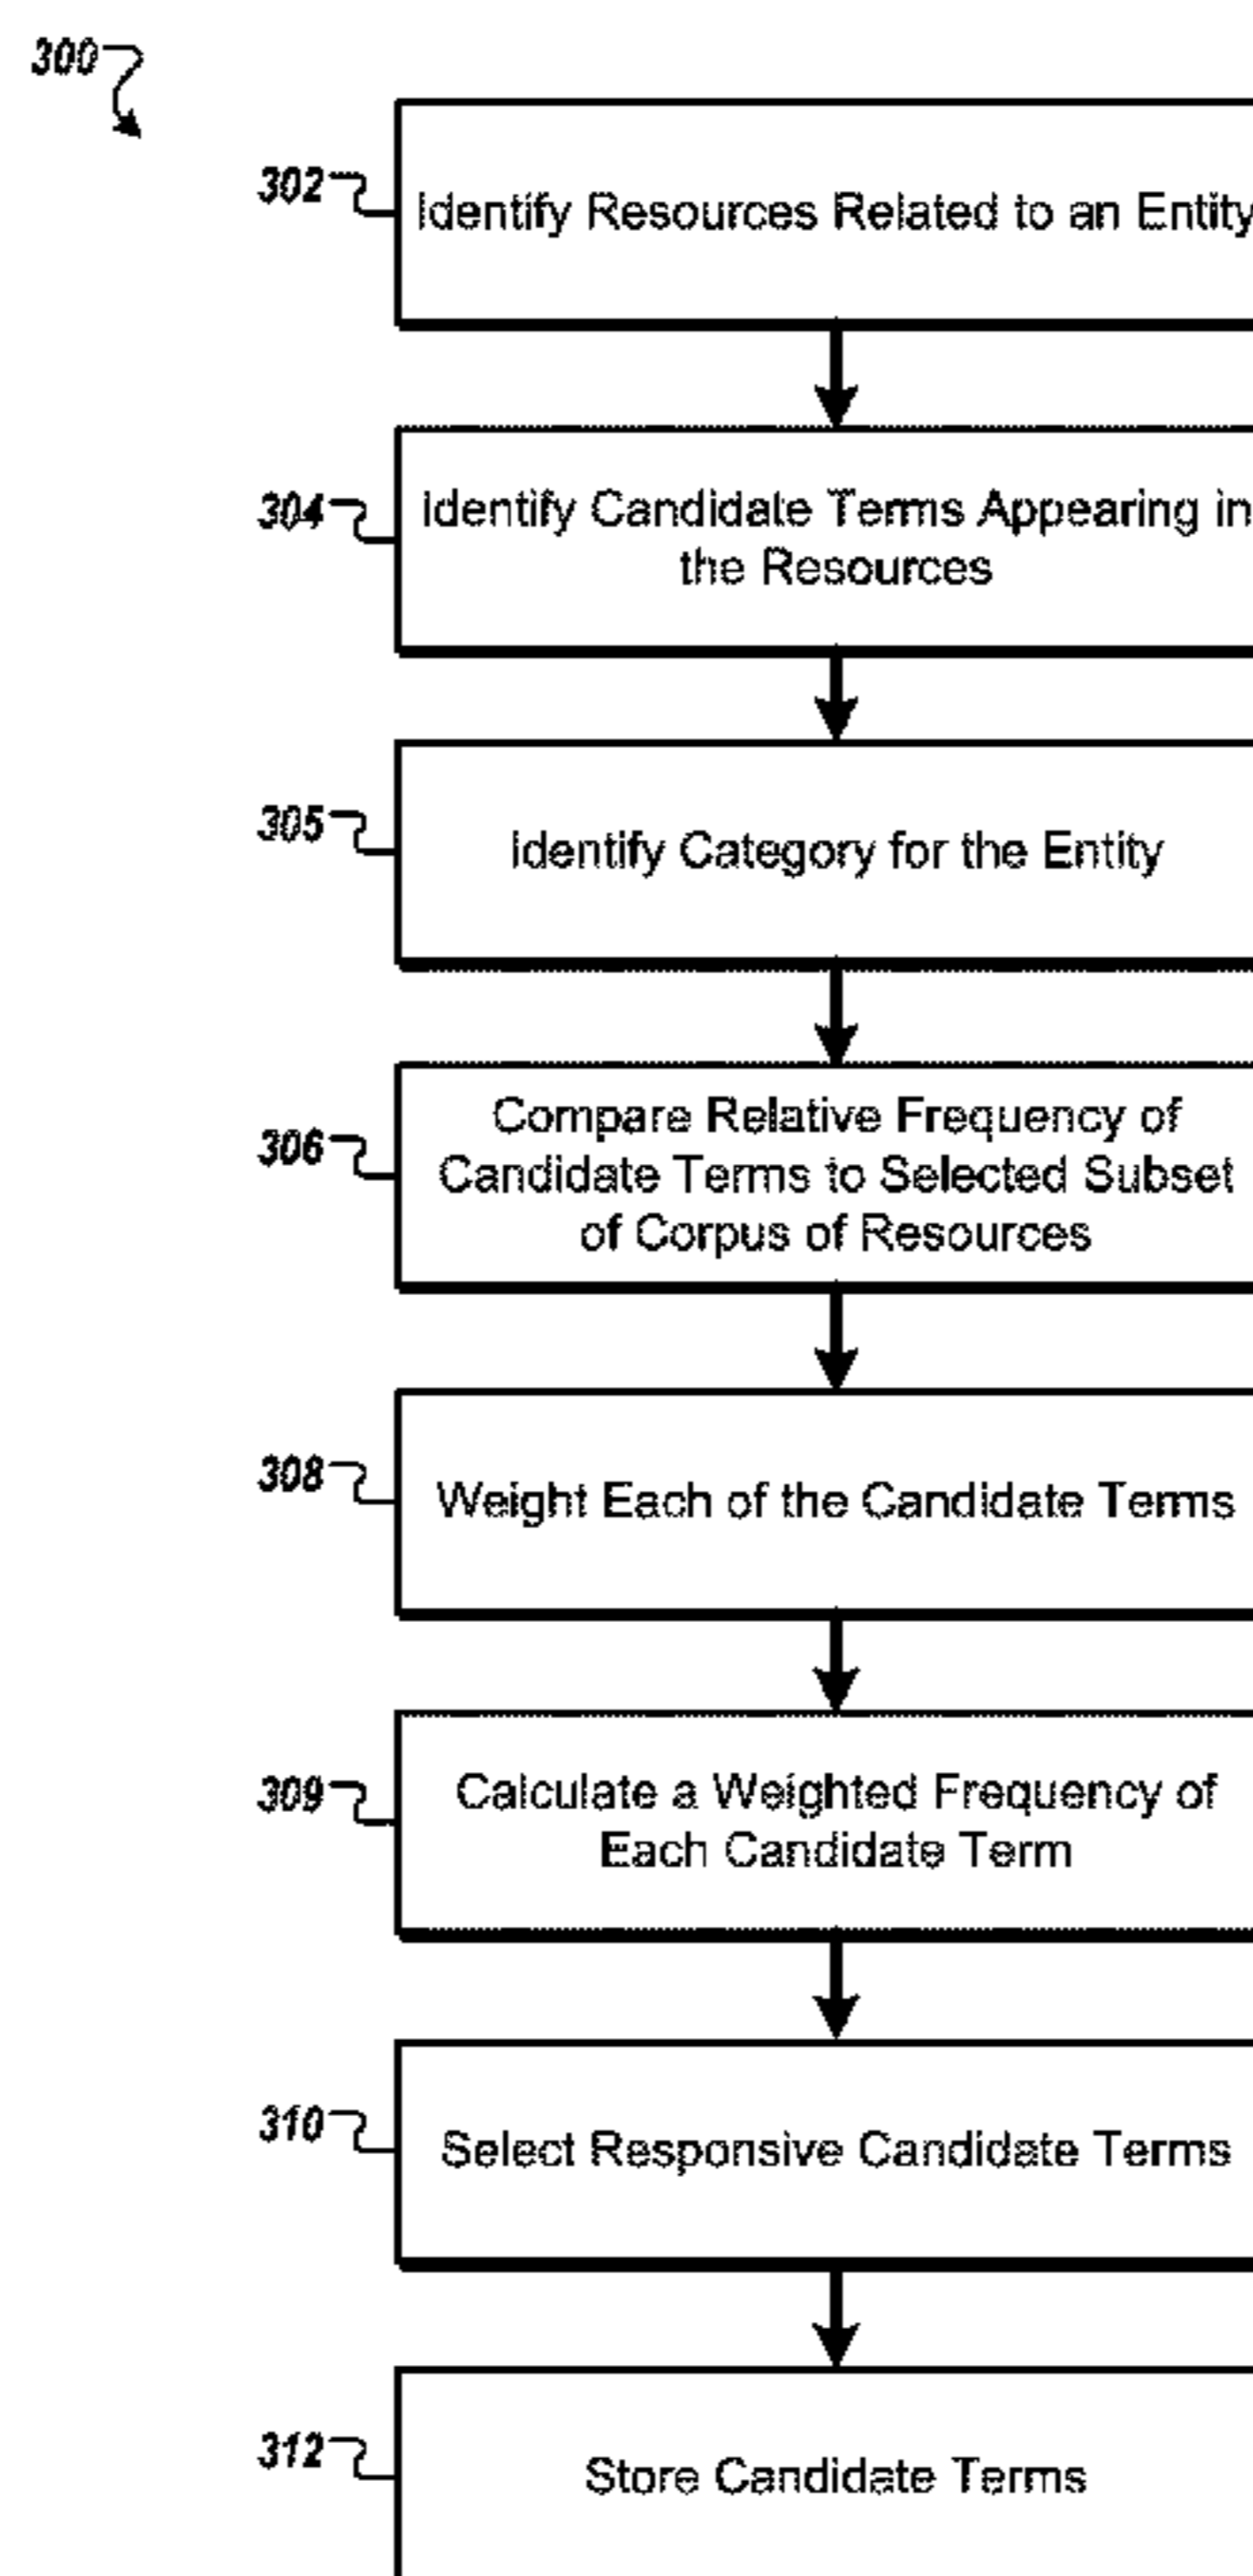 300
302
Identify Resources Related to an Entity
304
Identify Candidate Terms Appearing in
the Resources
305
Identify Category for the Entity
306
Compare Relative Frequency of
Candidate Terms to Selected Subset
of Corpus of Resources
308
Weight Each of the Candidate Terms
309
Calculate a Weighted Frequency of
Each Candidate Term
310
Select Responsive Candidate Terms
312
Store Candidate Terms